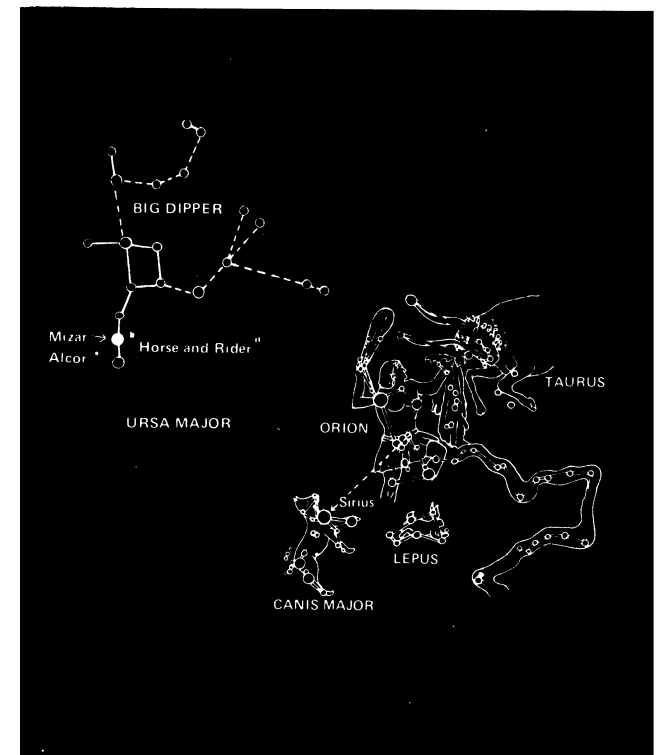 BIG DIPPER
Mizar → " Horse and Rider "
Alcor
TAURUS
URSA MAJOR
ORION
Sirius
LEPUS
CANIS MAJOR